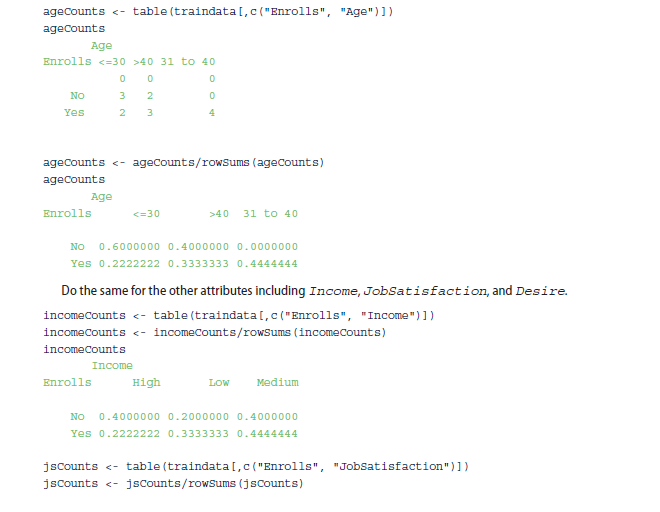 ageCounts <- table(traindata[,c("Enrolls", "Age")])
ageCounts
Age
Enrolls <=30 >40 31 to 40
0 0 0
No 3 2 0
Yes 2 3 4
ageCounts <- ageCounts/rowSums(ageCounts)
ageCounts
Age
Enrolls <=30 >40 31 to 40
No 0.6000000 0.4000000 0.0000000
Yes 0.2222222 0.3333333 0.4444444
Do the same for the other attributes including Income, JobSatisfaction, and Desire.
incomeCounts <- table(traindata[,c("Enrolls", "Income")])
incomeCounts <- incomeCounts/rowSums(incomeCounts)
incomeCounts
Income
Enrolls High Low Medium
No 0.4000000 0.2000000 0.4000000
Yes 0.2222222 0.3333333 0.4444444
jsCounts <- table(traindata[,c("Enrolls", "JobSatisfaction")])
jsCounts <- jsCounts/rowSums(jsCounts)